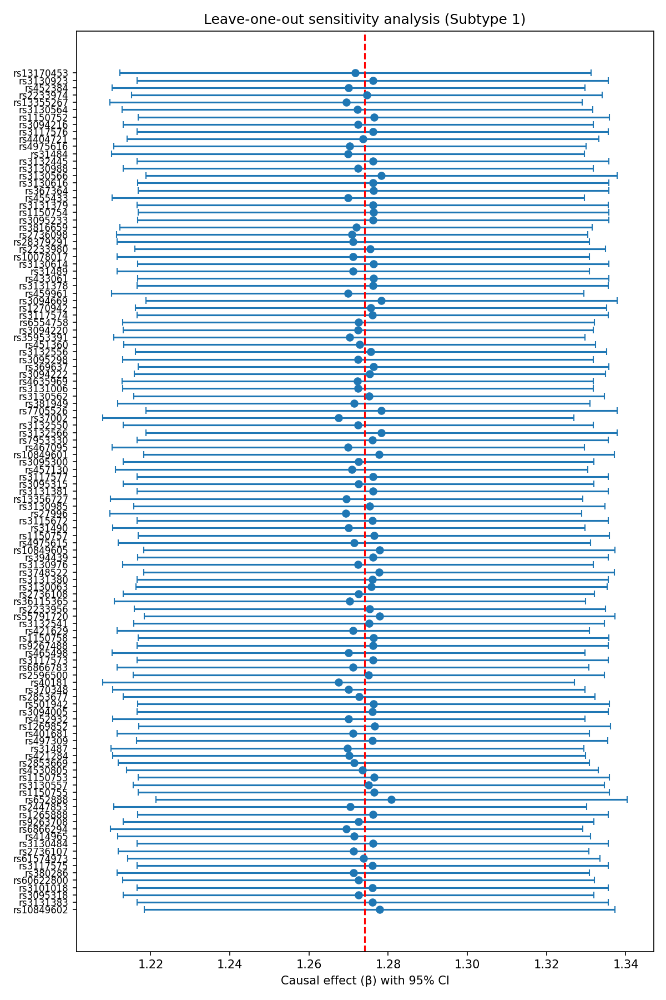 Leave-one-out sensitivity analysis (Subtype 1)
rs13170453
rs3130923
rs452384
rs2233974
rs13355267
rs3130564
rs1150752
rs3094216
rs3117576
rs4404721
rs4975616
rs31484
rs3132445
rs3130988
rs3130566
rs3130616
rs367364
rs455433
rs3131379
rs1150754
rs3095233
rs3816659
rs2736098
rs28379291
rs2233980
rs10078017
rs3130614
rs31489
rs433061
rs3131378
rs459961
rs3094669
rs1270942
rs3117574
rs6554758
rs3094220
rs35953391
rs451360
rs3132556
rs3095298
rs369637
rs3094222
rs4635969
rs3131006
rs3130562
rs381949
rs7705526
rs37002
rs3132550
rs3132566
rs7953330
rs467095
rs10849601
rs3095300
rs457130
rs3117577
rs3095315
rs3131381
rs13356727
rs3130985
rs27996
rs3115672
rs31490
rs1150757
rs4975615
rs10849605
rs394439
rs3130976
rs3748522
rs3131380
rs3130063
rs2736108
rs36115365
rs2233956
rs55791720
rs3132541
rs421629
rs1150758
rs9267488
rs465498
rs3117573
rs6866783
rs2596500
rs40181
rs370348
rs2853677
rs501942
rs3094005
rs452932
rs1269852
rs401681
rs497309
rs31487
rs421284
rs2853669
rs4530805
rs1150753
rs3130557
rs1150755
rs652888
rs2447853
rs1265888
rs9263708
rs6866294
rs414965
rs3130484
rs2736107
rs61574973
rs3117575
rs380286
rs60622800
rs3101018
rs3095318
rs3131383
rs10849602
1.22 1.24 1.26 1.28 1.30 1.32 1.34
Causal effect (β) with 95% CI